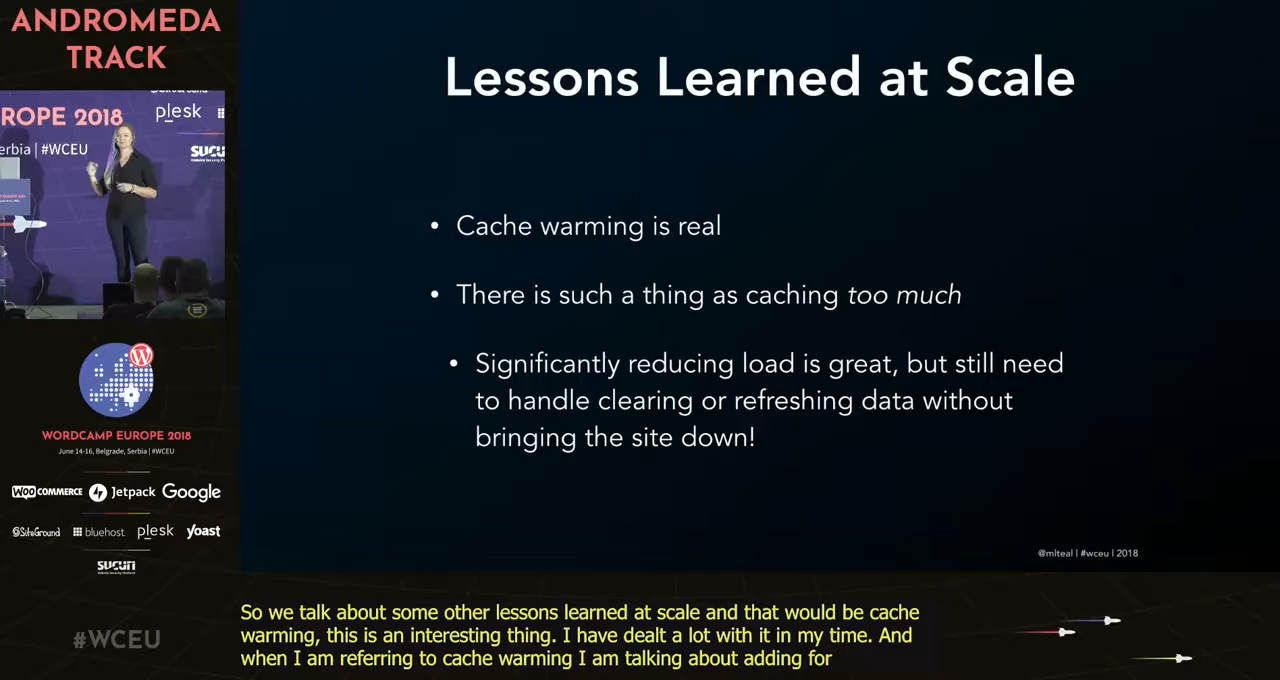 ANDROMEDA
TRACK
ROPE 2018
plesk
erbia | #WCEU
WORDCAMP EUROPE 2018
June 14-16, Belgrade, Serbia | #WCEU
WOO COMMERCE Jetpack Google
SiteGround bluehost plesk yoast
SUCURI
#WCEU
Lessons Learned at Scale
• Cache warming is real
• There is such a thing as caching too much
• Significantly reducing load is great, but still need
to handle clearing or refreshing data without
bringing the site down!
@mlteal | #wceu | 2018
So we talk about some other lessons learned at scale and that would be cache
warming, this is an interesting thing. I have dealt a lot with it in my time. And
when I am referring to cache warming I am talking about adding for